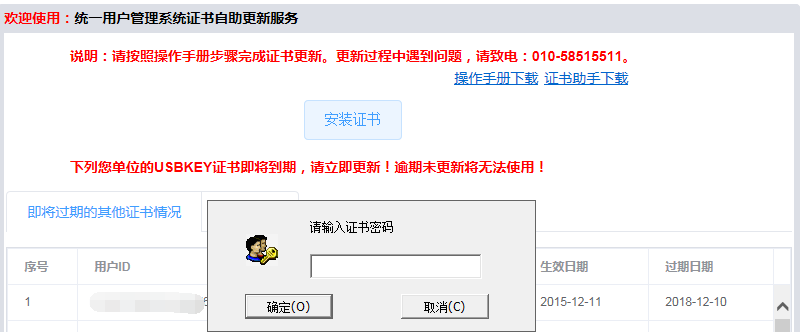 欢迎使用：统一用户管理系统证书自助更新服务
说明：请按照操作手册步骤完成证书更新。更新过程中遇到问题，请致电：010-58515511。
操作手册下载 证书助手下载
安装证书
下列您单位的USBKEY证书即将到期，请立即更新！逾期未更新将无法使用！
即将过期的其他证书情况
请输入证书密码
序号 用户ID 生效日期 过期日期
1 2015-12-11 2018-12-10
确定(O) 取消(C)